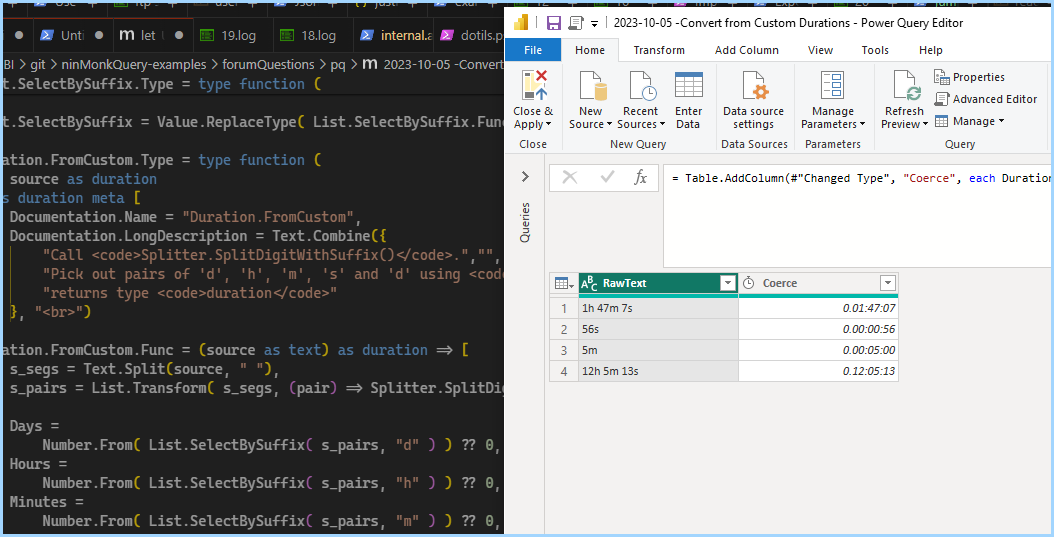 Unti
let
19.log
18.log
internal.a
dotils.p
BI > git > ninMonkQuery-examples > forumQuestions > pq > m 2023-10-05 -Convert
t.SelectBySuffix.Type = type function (
t.SelectBySuffix = Value.ReplaceType( List.SelectBySuffix.Func
ation.FromCustom.Type = type function (
source as duration
s duration meta [
Documentation.Name = "Duration.FromCustom",
Documentation.LongDescription = Text.Combine({
"Call <code>Splitter.SplitDigitWithSuffix()</code>.","",
"Pick out pairs of 'd', 'h', 'm', 's' and 'd' using <code
"returns type <code>duration</code>"
}, "<br>")
ation.FromCustom.Func = (source as text) as duration => [
s_segs = Text.Split(source, " "),
s_pairs = List.Transform( s_segs, (pair) => Splitter.SplitDig
Days =
Number.From( List.SelectBySuffix( s_pairs, "d" ) ) ?? 0,
Hours =
Number.From( List.SelectBySuffix( s_pairs, "h" ) ) ?? 0,
Minutes =
Number.From( List.SelectBySuffix( s_pairs, "m" ) ) ?? 0,
2023-10-05 -Convert from Custom Durations - Power Query Editor
File Home Transform Add Column View Tools Help
Close & Apply
New Source
Recent Sources
Enter Data
Data source settings
Manage Parameters
Refresh Preview
Properties
Advanced Editor
Manage
Close New Query Data Sources Parameters Query
Queries
fx = Table.AddColumn(#"Changed Type", "Coerce", each Duration
ABC RawText Coerce
1 1h 47m 7s 0.01:47:07
2 56s 0.00:00:56
3 5m 0.00:05:00
4 12h 5m 13s 0.12:05:13